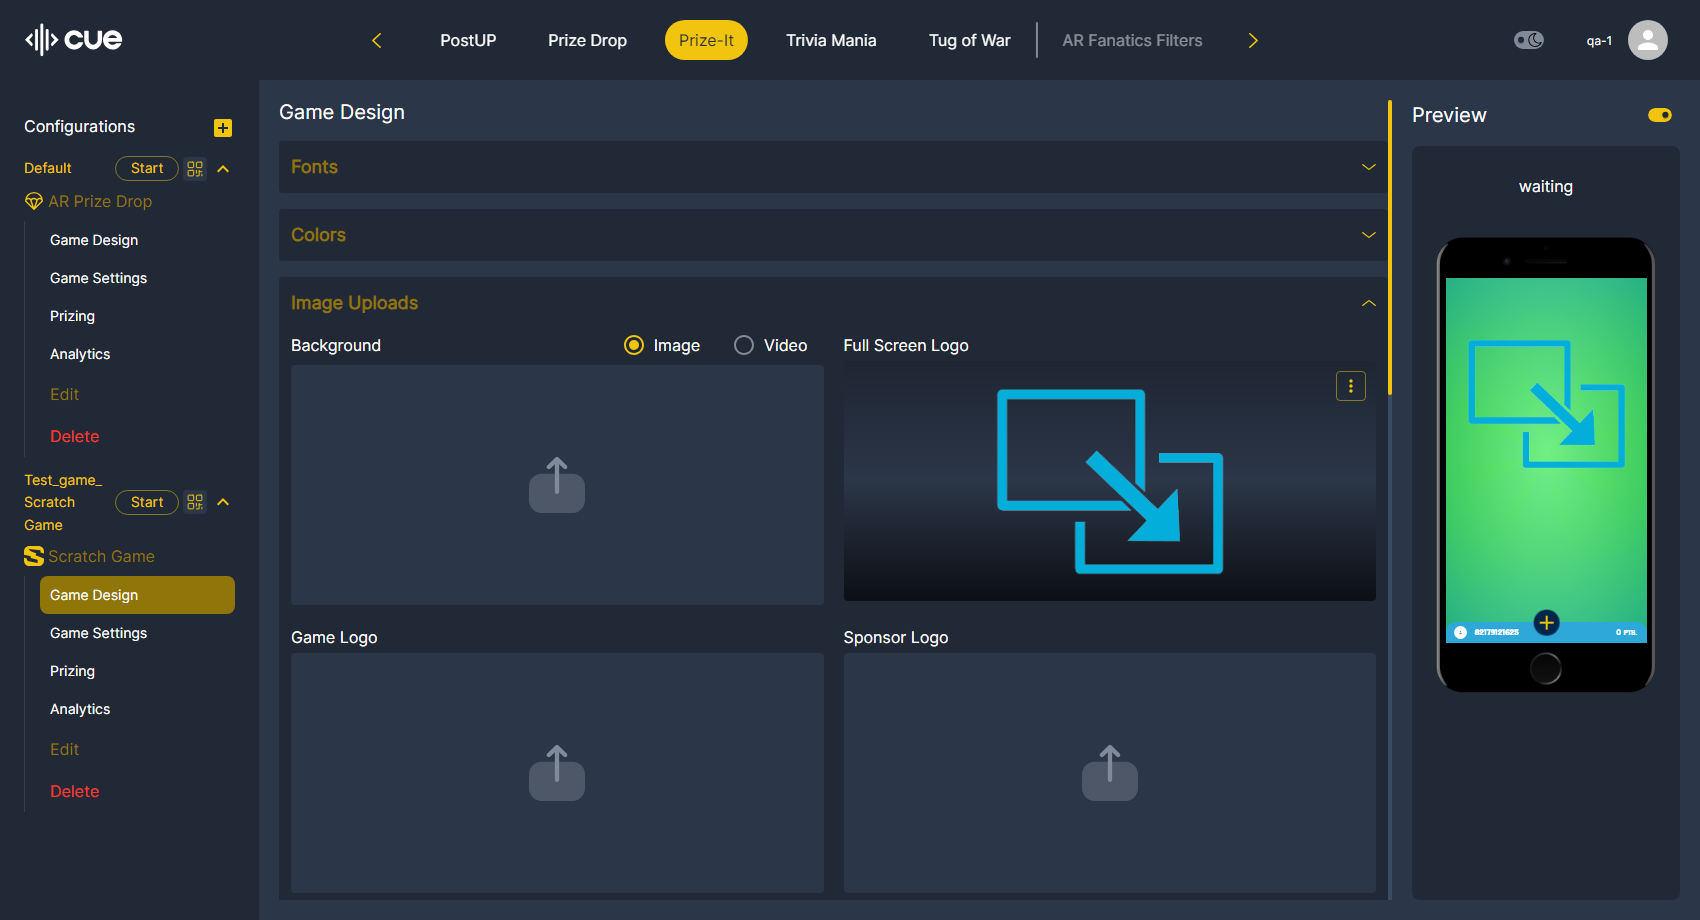 cue
PostUP
Prize Drop
Prize-It
Trivia Mania
Tug of War
AR Fanatics Filters
qa-1
Configurations
Default
Start
AR Prize Drop
Game Design
Game Settings
Prizing
Analytics
Edit
Delete
Test_game_
Scratch
Game
Start
Scratch Game
Game Design
Game Settings
Prizing
Analytics
Edit
Delete
Game Design
Fonts
Colors
Image Uploads
Background
Image
Video
Full Screen Logo
Game Logo
Sponsor Logo
Preview
waiting
82179121625
0 PTS.